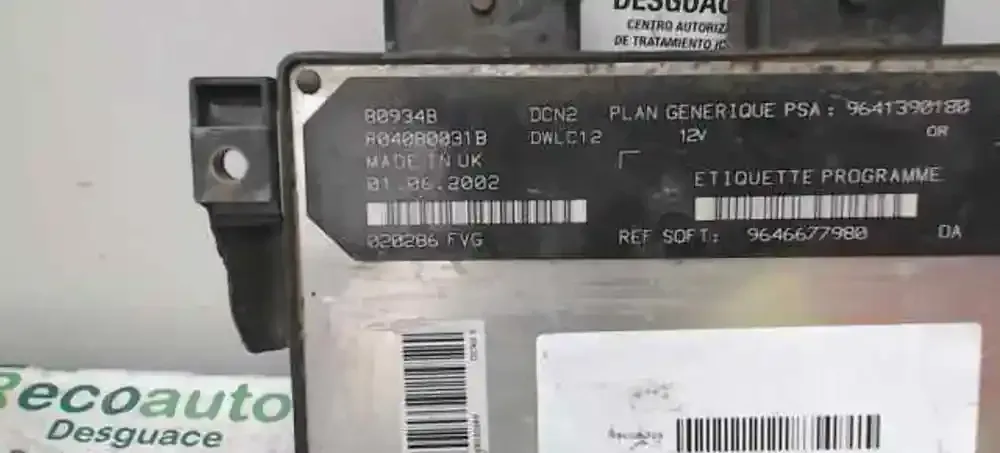 DESGUAC
CENTRO AUTORIZA
DE TRATAMIENTO (C
80934B DCN2 PLAN GENERIQUE PSA : 9641390180
R04080031B DWLC12 12V OR
MADE IN UK
01.06.2002 ETIQUETTE PROGRAMME
020286 FVG REF SOFT: 9646677980 DA
Recoauto
Desguace